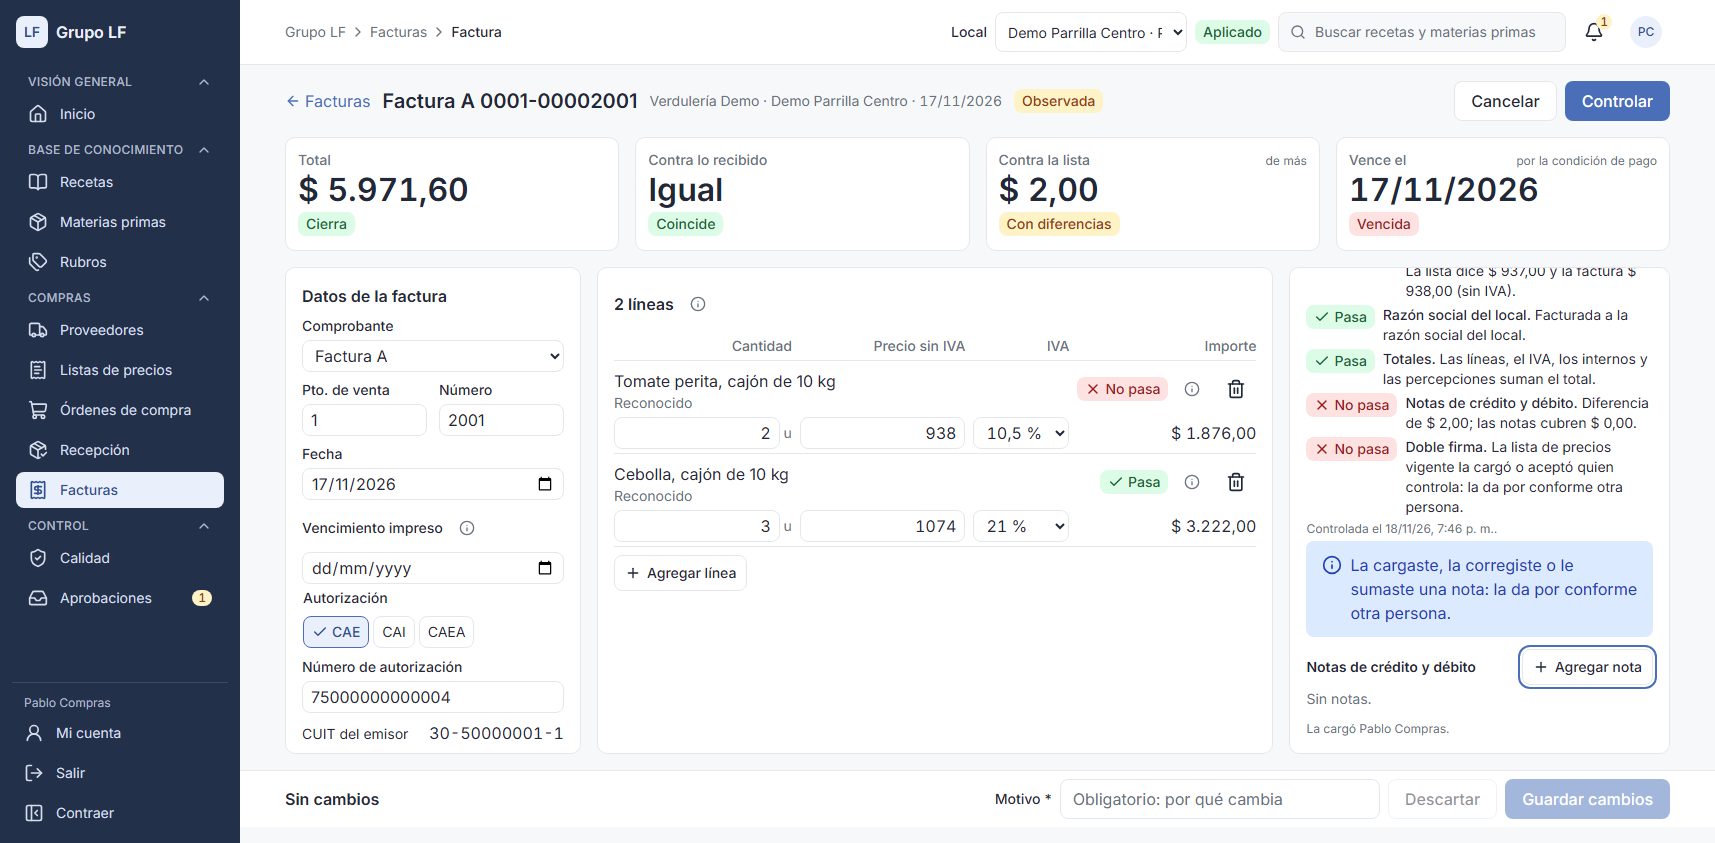 LF Grupo LF
VISIÓN GENERAL
Inicio
BASE DE CONOCIMIENTO
Recetas
Materias primas
Rubros
COMPRAS
Proveedores
Listas de precios
Órdenes de compra
Recepción
Facturas
CONTROL
Calidad
Aprobaciones 1
Pablo Compras
Mi cuenta
Salir
Contraer
Grupo LF > Facturas > Factura
Local Demo Parrilla Centro · Aplicado Buscar recetas y materias primas 1 PC
← Facturas Factura A 0001-00002001 Verdulería Demo · Demo Parrilla Centro · 17/11/2026 Observada Cancelar Controlar
Total
$ 5.971,60
Cierra
Contra lo recibido
Igual
Coincide
Contra la lista de más
$ 2,00
Con diferencias
Vence el por la condición de pago
17/11/2026
Vencida
Datos de la factura
Comprobante
Factura A
Pto. de venta Número
1 2001
Fecha
17/11/2026
Vencimiento impreso
dd/mm/yyyy
Autorización
CAE CAI CAEA
Número de autorización
75000000000004
CUIT del emisor 30-50000001-1
2 líneas
Cantidad Precio sin IVA IVA Importe
Tomate perita, cajón de 10 kg No pasa
Reconocido
2 u 938 10,5 % $ 1.876,00
Cebolla, cajón de 10 kg Pasa
Reconocido
3 u 1074 21 % $ 3.222,00
+ Agregar línea
La lista dice $ 937,00 y la factura $
938,00 (sin IVA).
Pasa Razón social del local. Facturada a la
razón social del local.
Pasa Totales. Las líneas, el IVA, los internos y
las percepciones suman el total.
No pasa Notas de crédito y débito. Diferencia
de $ 2,00; las notas cubren $ 0,00.
No pasa Doble firma. La lista de precios
vigente la cargó o aceptó quien
controla: la da por conforme otra
persona.
Controlada el 18/11/26, 7:46 p. m..
La cargaste, la corregiste o le
sumaste una nota: la da por conforme
otra persona.
Notas de crédito y débito + Agregar nota
Sin notas.
La cargó Pablo Compras.
Sin cambios Motivo * Obligatorio: por qué cambia Descartar Guardar cambios